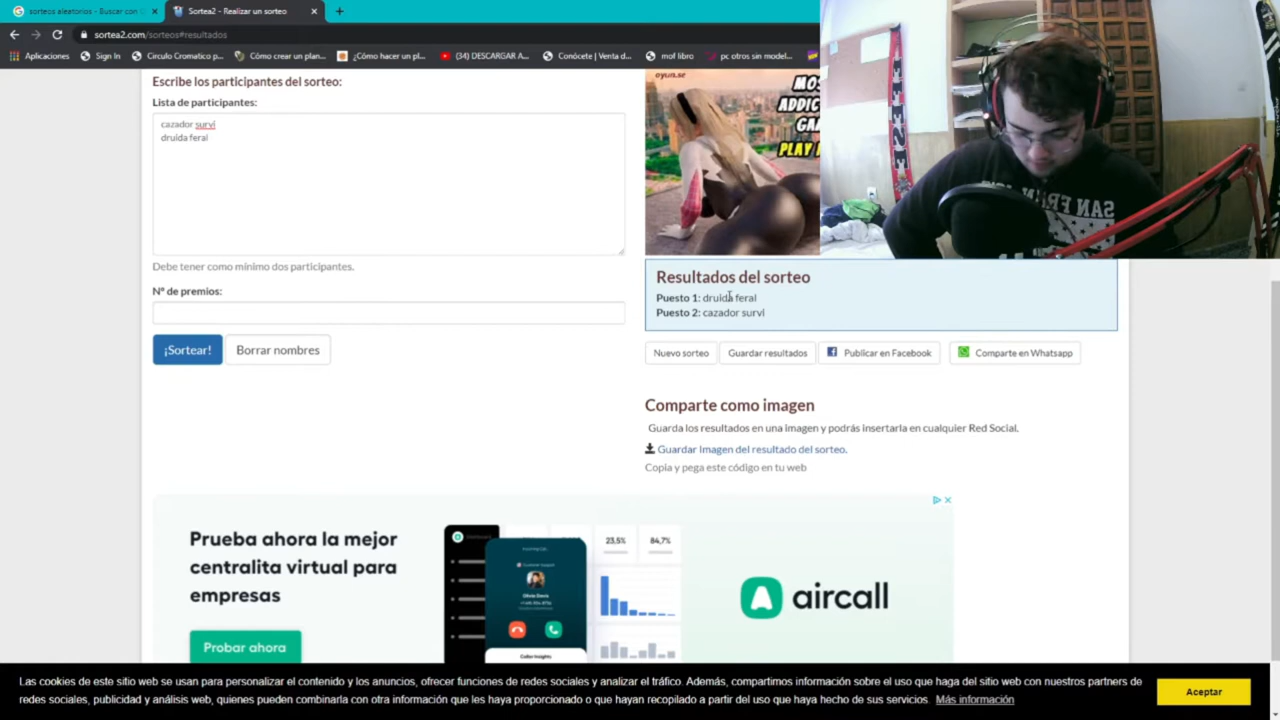 sorteos aleatorios - Buscar con
Sortea2 - Realizar un sorteo
sortea2.com/sorteos#resultados
Aplicaciones
Sign In
Circulo Cromatico p...
Cómo crear un plan...
¿Cómo hacer un pl...
(34) DESCARGAR A...
Conócete | Venta d...
mof libro
pc otros sin model...
Escribe los participantes del sorteo:
Lista de participantes:
cazador survi
druida feral
Debe tener como mínimo dos participantes.
Nº de premios:
¡Sortear!
Borrar nombres
MOS
ADDIC
GA
PLAY
Resultados del sorteo
Puesto 1: druida feral
Puesto 2: cazador survi
Nuevo sorteo
Guardar resultados
Publicar en Facebook
Comparte en Whatsapp
Comparte como imagen
Guarda los resultados en una imagen y podrás insertarla en cualquier Red Social.
Guardar Imagen del resultado del sorteo.
Copia y pega este código en tu web
Prueba ahora la mejor
centralita virtual para
empresas
Probar ahora
23,5%
84,7%
Olivia Davis
Call Insights
aircall
SAN FRAN
Las cookies de este sitio web se usan para personalizar el contenido y los anuncios, ofrecer funciones de redes sociales y analizar el tráfico. Además, compartimos información sobre el uso que haga del sitio web con nuestros partners de
redes sociales, publicidad y análisis web, quienes pueden combinarla con otra información que les haya proporcionado o que hayan recopilado a partir del uso que haya hecho de sus servicios. Más información
Aceptar